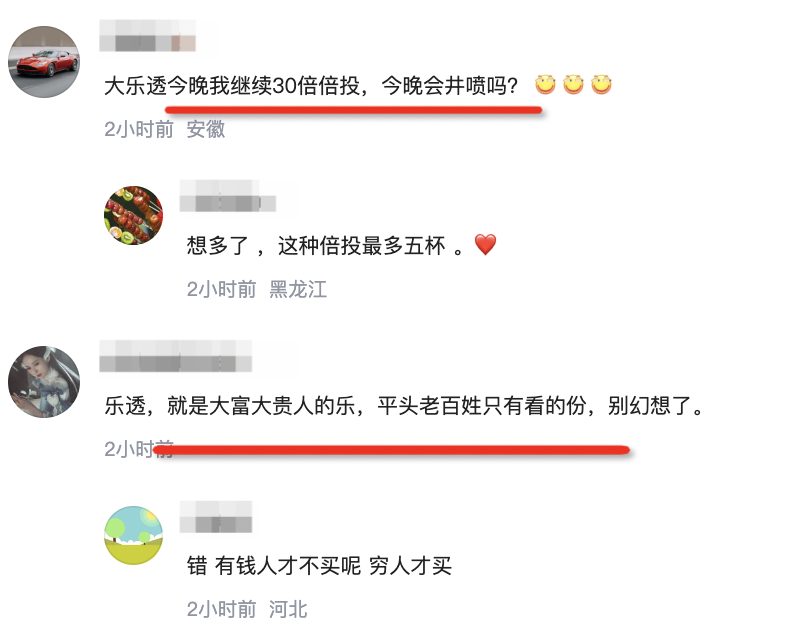 大乐透今晚我继续30倍倍投，今晚会井喷吗？
2小时前 安徽
想多了 ，这种倍投最多五杯 。
2小时前 黑龙江
乐透，就是大富大贵人的乐，平头老百姓只有看的份，别幻想了。
2小时前
错 有钱人才不买呢 穷人才买
2小时前 河北